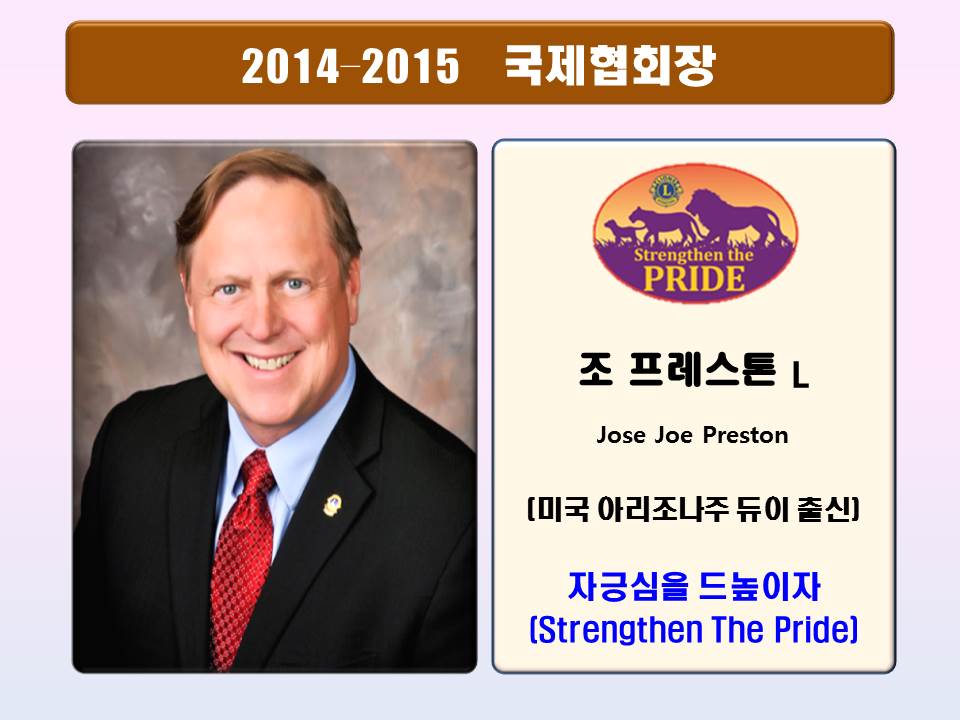 2014-2015 국제협회장
L
Strengthen the
PRIDE
조 프레스톤 L
Jose Joe Preston
(미국 아리조나주 듀이 출신)
자긍심을 드높이자
(Strengthen The Pride)